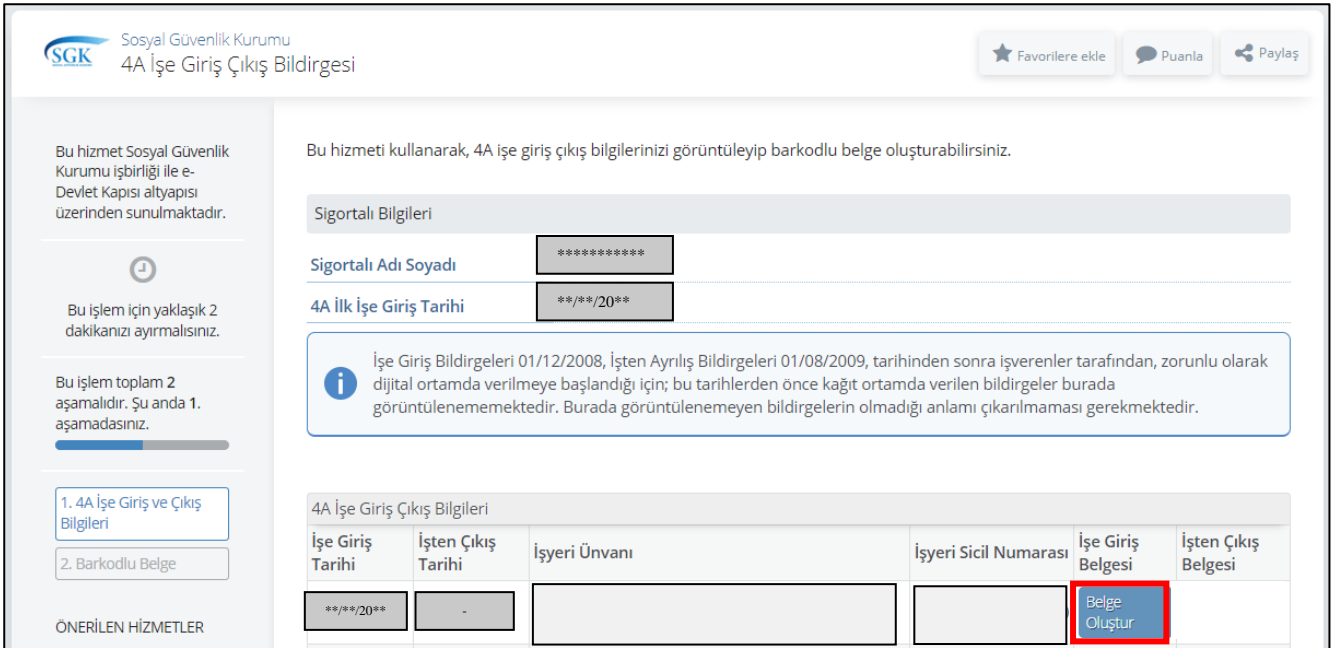 SGK
Sosyal Güvenlik Kurumu
4A İşe Giriş Çıkış Bildirgesi
Favorilere ekle
Puanla
Paylaş
Bu hizmet Sosyal Güvenlik
Kurumu işbirliği ile e-
Devlet Kapısı altyapısı
üzerinden sunulmaktadır.
Bu işlem için yaklaşık 2
dakikanızı ayırmalısınız.
Bu işlem toplam 2
aşamalıdır. Şu anda 1.
aşamadasınız.
1. 4A İşe Giriş ve Çıkış
Bilgileri
2. Barkodlu Belge
ÖNERİLEN HİZMETLER
Bu hizmeti kullanarak, 4A işe giriş çıkış bilgilerinizi görüntüleyip barkodlu belge oluşturabilirsiniz.
Sigortalı Bilgileri
Sigortalı Adı Soyadı
***********
4A İlk İşe Giriş Tarihi
**/**/20**
İşe Giriş Bildirgeleri 01/12/2008, İşten Ayrılış Bildirgeleri 01/08/2009, tarihinden sonra işverenler tarafından, zorunlu olarak
dijital ortamda verilmeye başlandığı için; bu tarihlerden önce kağıt ortamda verilen bildirgeler burada
görüntülenememektedir. Burada görüntülenemeyen bildirgelerin olmadığı anlamı çıkarılmaması gerekmektedir.
4A İşe Giriş Çıkış Bilgileri
İşe Giriş
Tarihi
İşten Çıkış
Tarihi
İşyeri Ünvanı
İşyeri Sicil Numarası
İşe Giriş
Belgesi
İşten Çıkış
Belgesi
**/**/20**
-
Belge
Oluştur